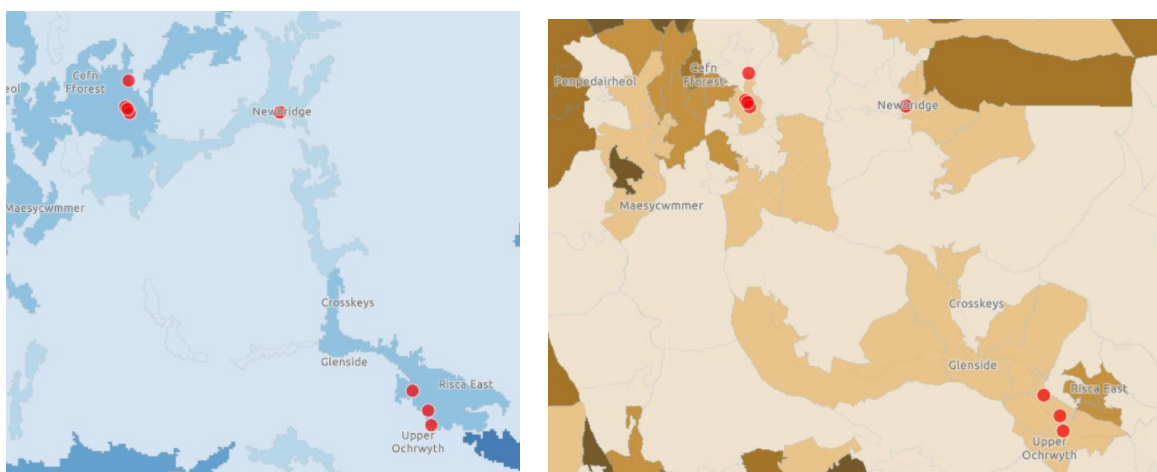 Cefn
Fforest
eol
Newbridge
Maesycwmmer
Crosskeys
Glenside
Risca East
Upper
Ochrwyth
Cefn
Fforest
Penpedairheol
Newbridge
Maesycwmmer
Crosskeys
Glenside
Risca East
Upper
Ochrwyth